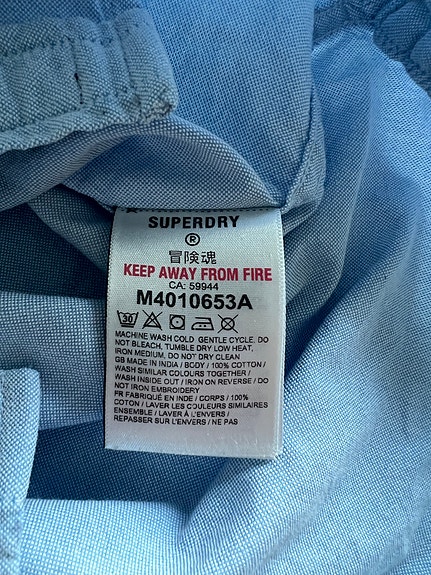 SUPERDRY
®
冒険魂
KEEP AWAY FROM FIRE
CA: 59944
M4010653A
30
MACHINE WASH COLD GENTLE CYCLE. DO
NOT BLEACH, TUMBLE DRY LOW HEAT,
IRON MEDIUM, DO NOT DRY CLEAN
GB MADE IN INDIA / BODY / 100% COTTON /
WASH SIMILAR COLOURS TOGETHER /
WASH INSIDE OUT / IRON ON REVERSE / DO
NOT IRON EMBROIDERY
FR FABRIQUÉ EN INDE / CORPS / 100%
COTON / LAVER LES COULEURS SIMILAIRES
ENSEMBLE / LAVER À L'ENVERS /
REPASSER SUR L'ENVERS / NE PAS